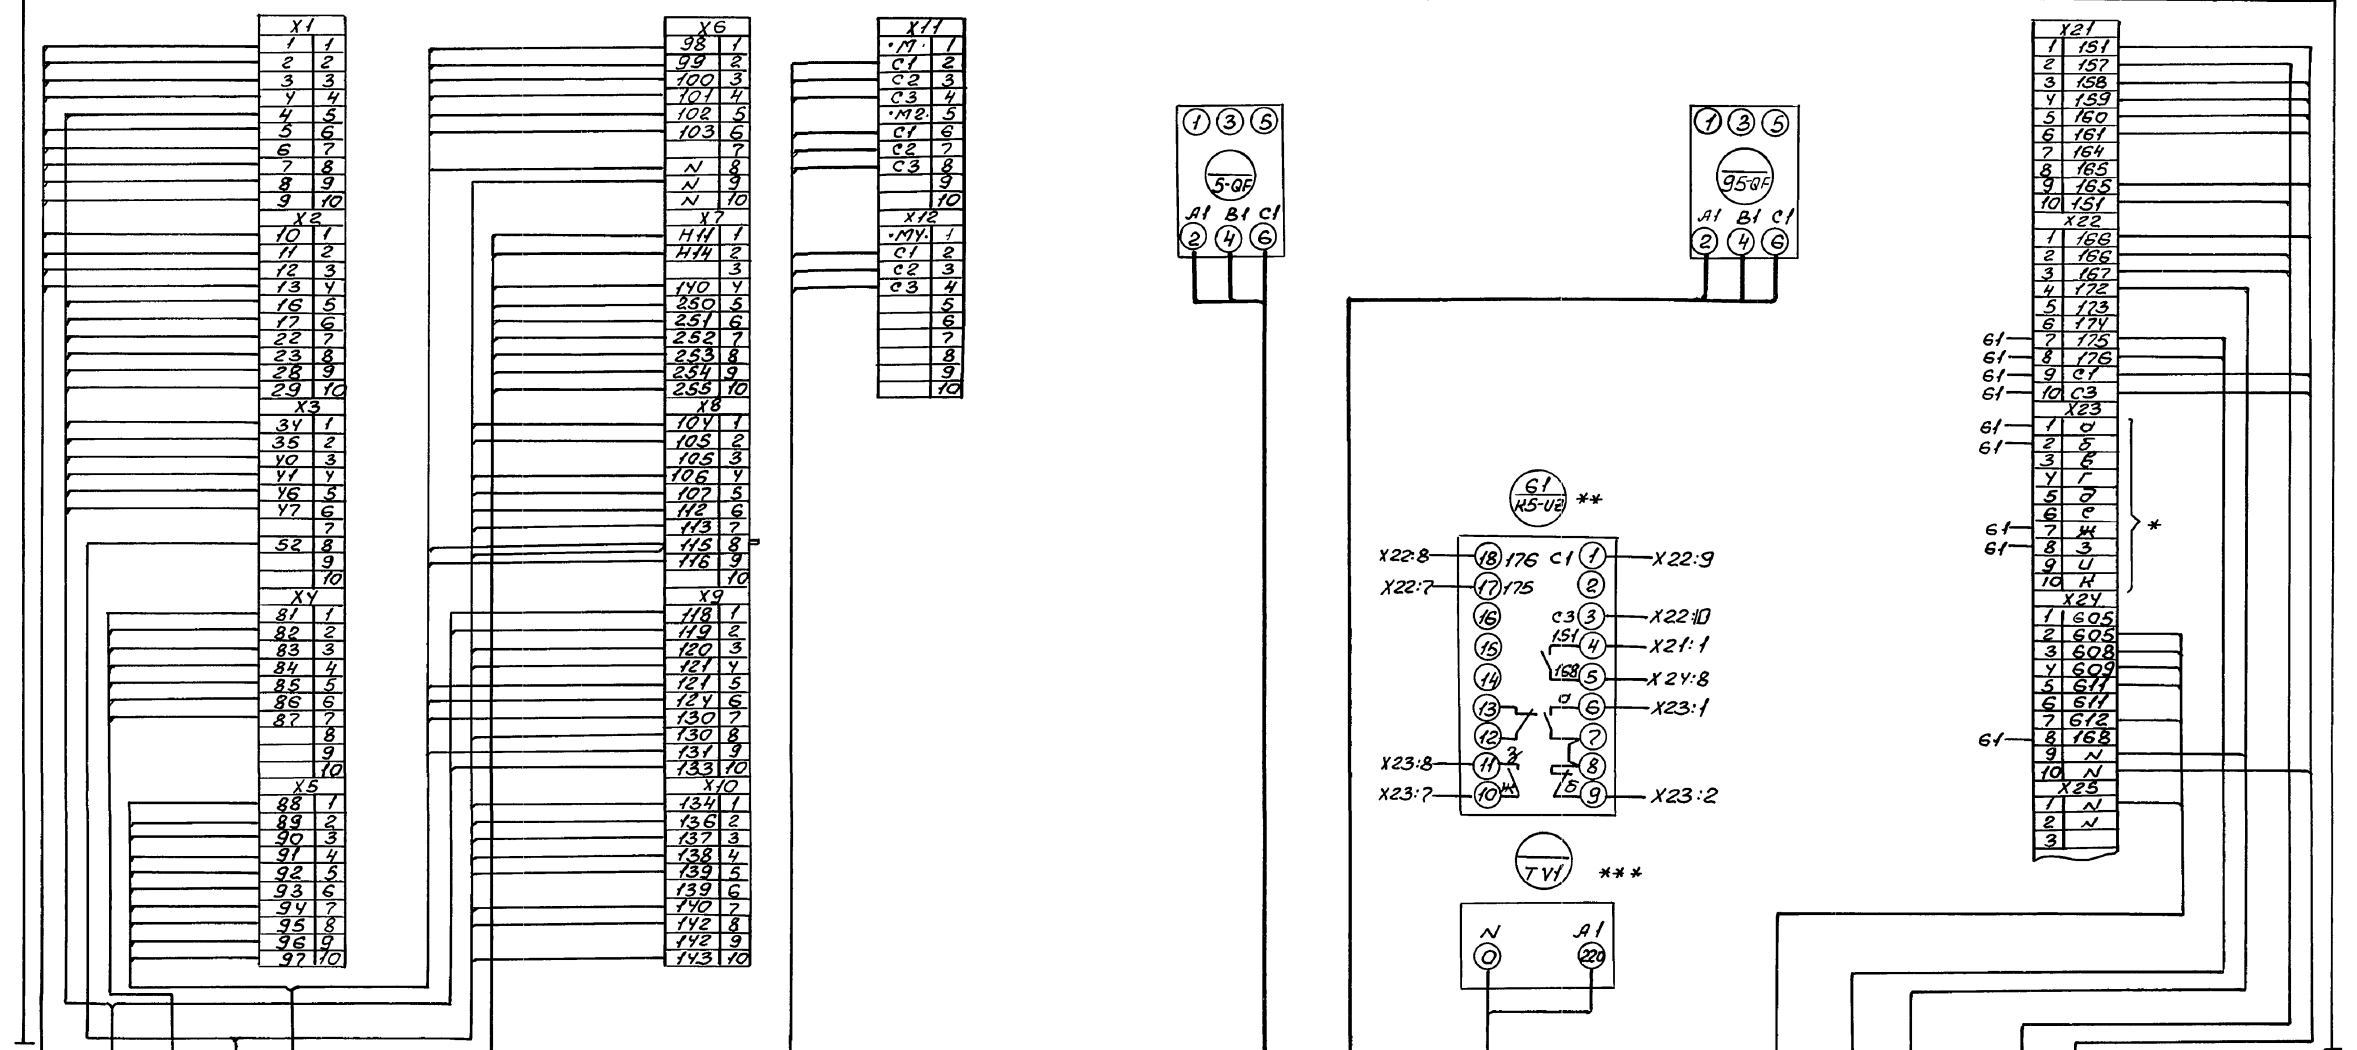 X1
1 1
2 2
3 3
4 4
4 5
5 6
6 7
7 8
8 9
9 10
X2
10 1
11 2
12 3
13 4
16 5
17 6
22 7
23 8
28 9
29 10
X3
34 1
35 2
40 3
41 4
46 5
47 6
7
52 8
9
10
X4
81 1
82 2
83 3
84 4
85 5
86 6
87 7
8
9
10
X5
88 1
89 2
90 3
91 4
92 5
93 6
94 7
95 8
96 9
97 10
X6
98 1
99 2
100 3
101 4
102 5
103 6
7
N 8
N 9
N 10
X7
H11 1
H14 2
3
140 4
250 5
251 6
252 7
253 8
254 9
255 10
X8
104 1
105 2
105 3
106 4
107 5
112 6
113 7
115 8
116 9
10
X9
118 1
119 2
120 3
121 4
121 5
124 6
130 7
130 8
131 9
133 10
X10
134 1
136 2
137 3
138 4
139 5
139 6
140 7
142 8
142 9
143 10
X11
·M· 1
C1 2
C2 3
C3 4
·M2· 5
C1 6
C2 7
C3 8
9
10
X12
·M4· 1
C1 2
C2 3
C3 4
5
6
7
8
9
10
1 3 5
5-QF
A1 B1 C1
2 4 6
1 3 5
95-QF
A1 B1 C1
2 4 6
61
K5-UZ **
X22:8 18 176 C1 1 X22:9
X22:7 17 175 2
16 C3 3 X22:10
15 151 4 X21:1
14 168 5 X24:8
13 а 6 X23:1
12 7
X23:8 11 З 8
X23:7 10 Ж Б 9 X23:2
TV1 ***
N A1
0 220
X21
1 151
2 157
3 158
4 159
5 160
6 161
7 164
8 165
9 165
10 151
X22
1 166
2 166
3 167
4 172
5 173
6 174
61 7 175
61 8 176
61 9 C1
61 10 C3
X23
61 1 а
61 2 Б
3 В
4 Г
5 д
6 е
61 7 Ж
61 8 З
9 И
10 К
*
X24
1 605
2 605
3 608
4 609
5 611
6 611
7 612
61 8 168
9 N
10 N
X25
1 N
2 N
3